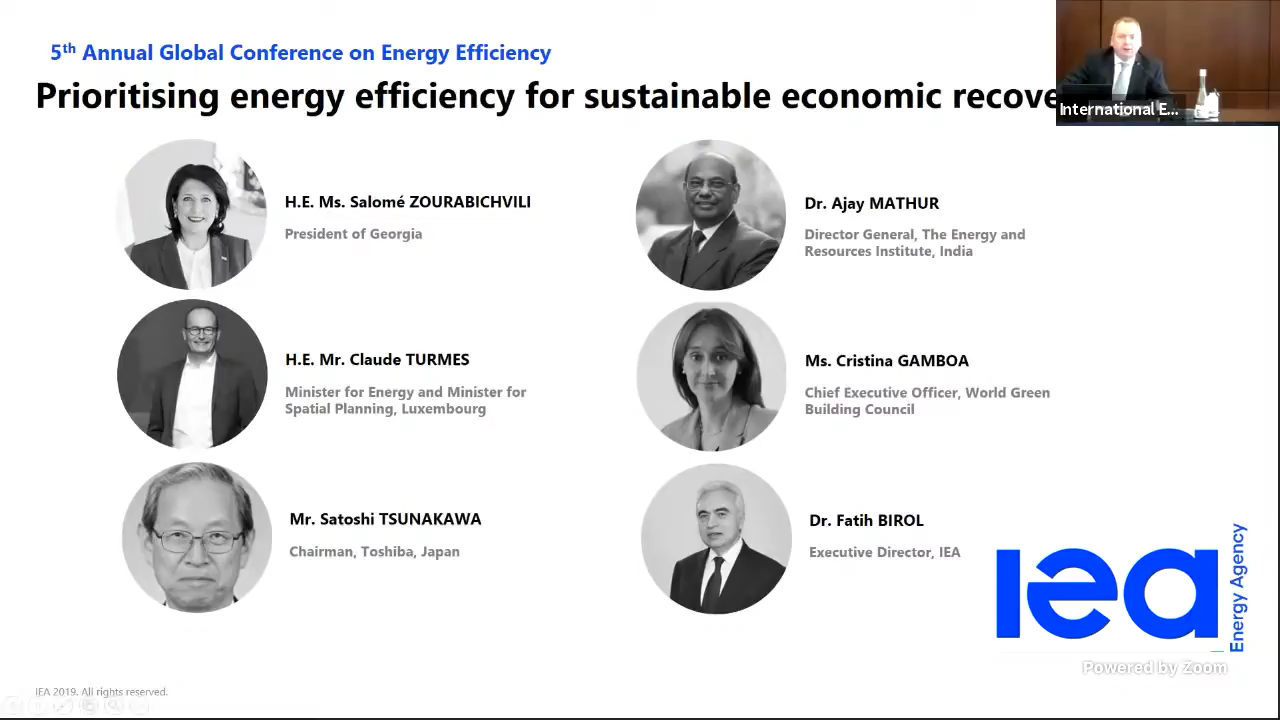 5th Annual Global Conference on Energy Efficiency
Prioritising energy efficiency for sustainable economic recove
International E...
H.E. Ms. Salomé ZOURABICHVILI
President of Georgia
Dr. Ajay MATHUR
Director General, The Energy and
Resources Institute, India
H.E. Mr. Claude TURMES
Minister for Energy and Minister for
Spatial Planning, Luxembourg
Ms. Cristina GAMBOA
Chief Executive Officer, World Green
Building Council
Mr. Satoshi TSUNAKAWA
Chairman, Toshiba, Japan
Dr. Fatih BIROL
Executive Director, IEA
iea
Energy Agency
Powered by Zoom
IEA 2019. All rights reserved.